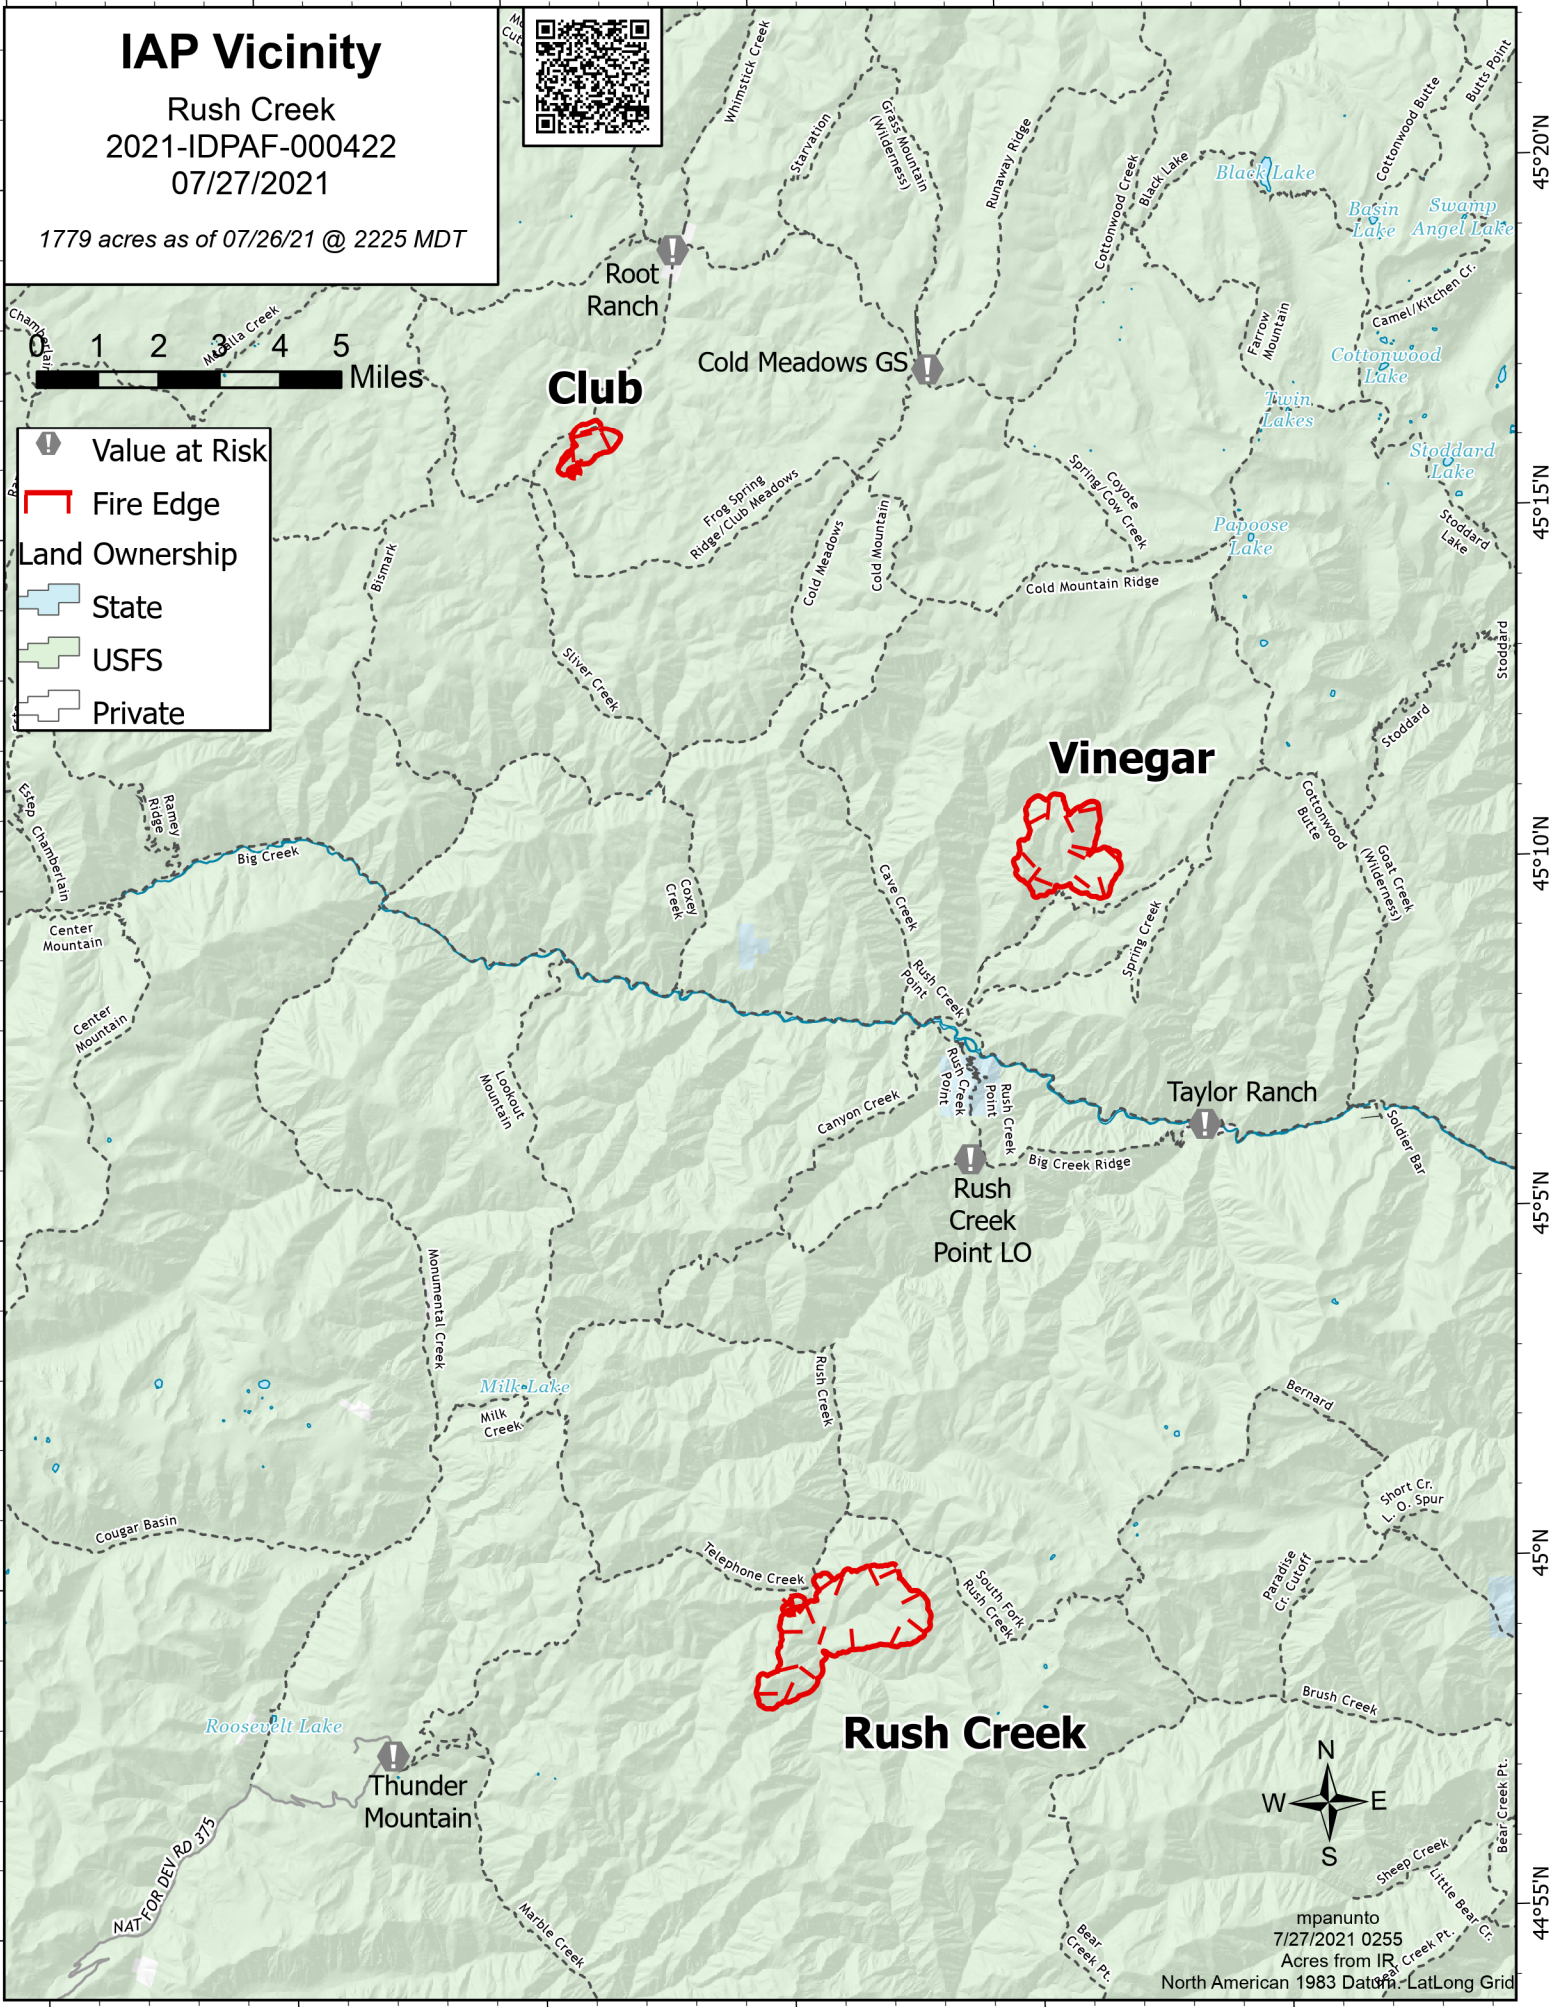 IAP Vicinity
Rush Creek
2021-IDPAF-000422
07/27/2021
1779 acres as of 07/26/21 @ 2225 MDT
0 1 2 3 4 5
Miles
Value at Risk
Fire Edge
Land Ownership
State
USFS
Private
Whimstick Creek
Starvation
Grass Mountain
(Wilderness)
Runaway Ridge
Cottonwood Creek
Black Lake
Black Lake
Cottonwood Butte
Butts Point
Basin
Lake
Swamp
Angel Lake
Camel/Kitchen Cr.
Root
Ranch
Chamberlain
McCalla Creek
Cold Meadows GS
Farrow
Mountain
Cottonwood
Lake
Twin
Lakes
Club
Stoddard
Lake
Stoddard
Lake
Frog Spring
Ridge/Club Meadows
Coyote
Spring/Cow Creek
Papoose
Lake
Bismark
Cold Meadows
Cold Mountain
Cold Mountain Ridge
Sliver Creek
Stoddard
Stoddard
Vinegar
Estep
Chamberlain
Ramey
Ridge
Big Creek
Cottonwood
Butte
Goat Creek
(Wilderness)
Coxey
Creek
Cave Creek
Spring Creek
Center
Mountain
Center
Mountain
Rush Creek
Point
Lookout
Mountain
Canyon Creek
Rush Creek
Point
Rush Creek
Point
Taylor Ranch
Soldier Bar
Big Creek Ridge
Rush
Creek
Point LO
Monumental Creek
Rush Creek
Milk Lake
Milk
Creek
Bernard
Short Cr.
L. O. Spur
Cougar Basin
Telephone Creek
South Fork
Rush Creek
Paradise
Cr. Cutoff
Brush Creek
Rush Creek
Roosevelt Lake
Thunder
Mountain
NAT FOR DEV RD 375
Marble Creek
Bear
Creek Pt.
Bear Creek Pt.
Sheep Creek
Little Bear Cr.
Bear Creek Pt.
N
W E
S
mpanunto
7/27/2021 0255
Acres from IR
North American 1983 Datum. LatLong Grid
45°20'N
45°15'N
45°10'N
45°5'N
45°0'N
44°55'N